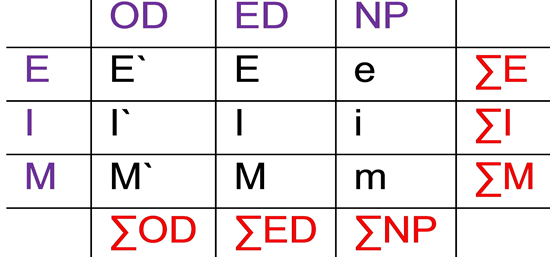 OD ED NP
E E` E e ∑E
I I` I i ∑I
M M` M m ∑M
∑OD ∑ED ∑NP